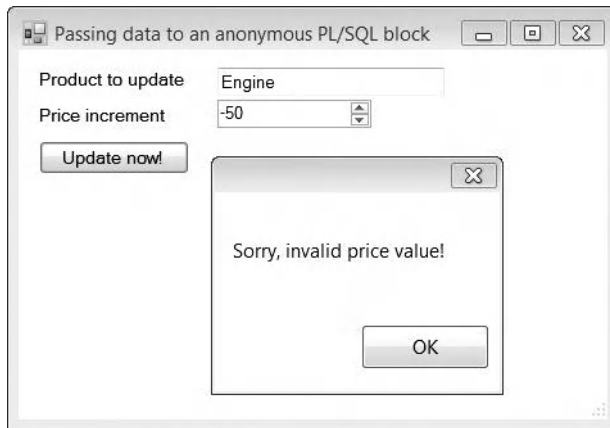 Passing data to an anonymous PL/SQL block
Product to update Engine
Price increment -50
Update now!
Sorry, invalid price value!
OK